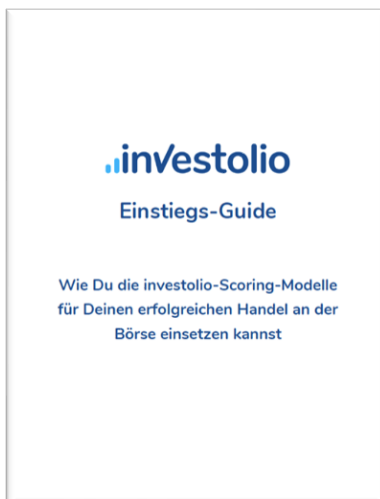 investolio
Einstiegs-Guide
Wie Du die investolio-Scoring-Modelle
für Deinen erfolgreichen Handel an der
Börse einsetzen kannst